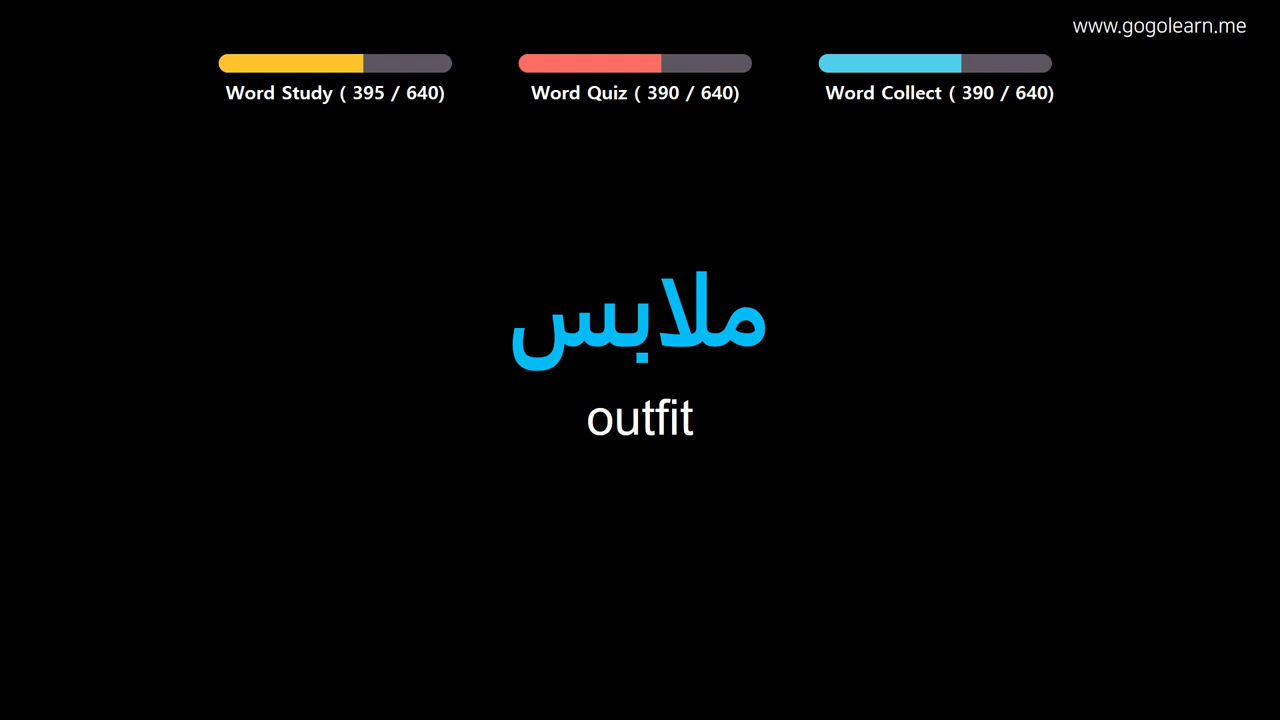 www.gogolearn.me
Word Study ( 395 / 640)
Word Quiz ( 390 / 640)
Word Collect ( 390 / 640)
ملابس
outfit